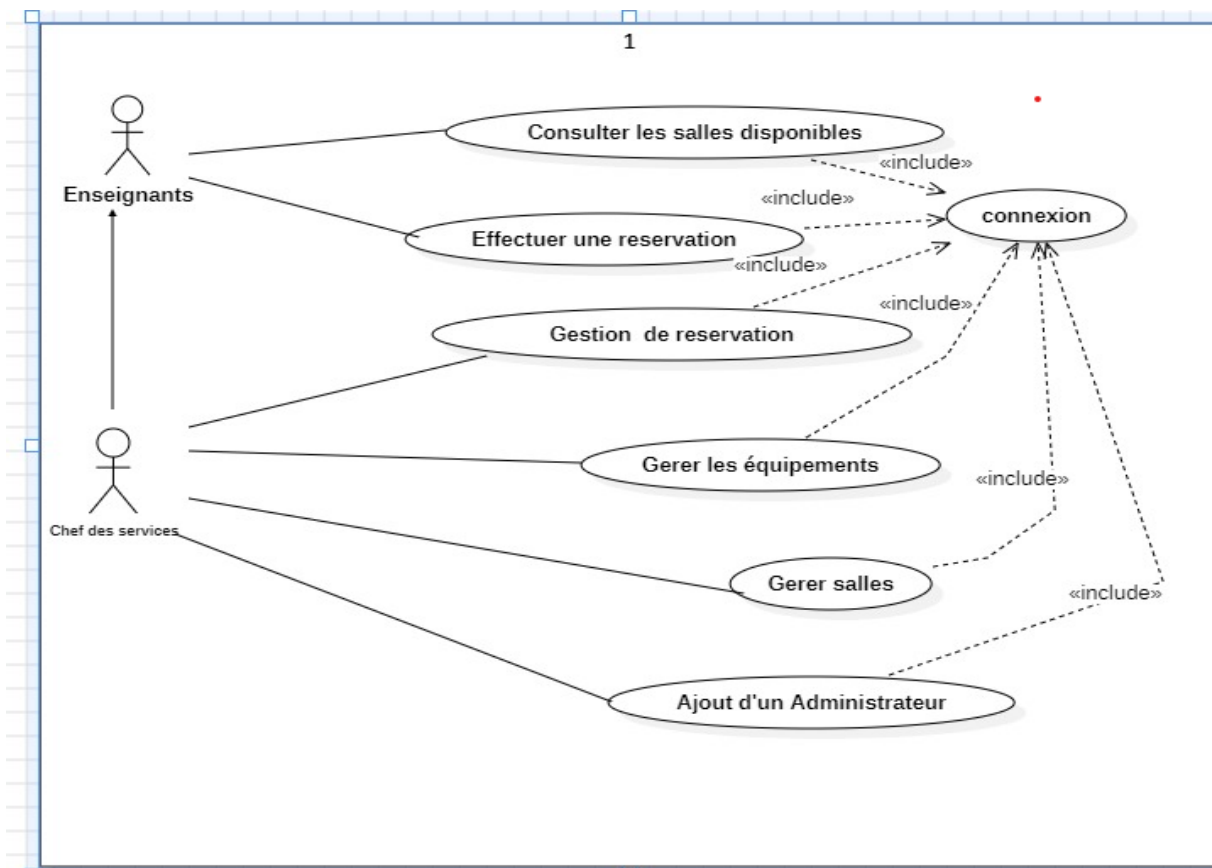 1
Consulter les salles disponibles
«include»
Enseignants
«include»
connexion
Effectuer une reservation
«include»
«include»
Gestion  de reservation
Gerer les équipements
«include»
Chef des services
Gerer salles
«include»
Ajout d'un Administrateur